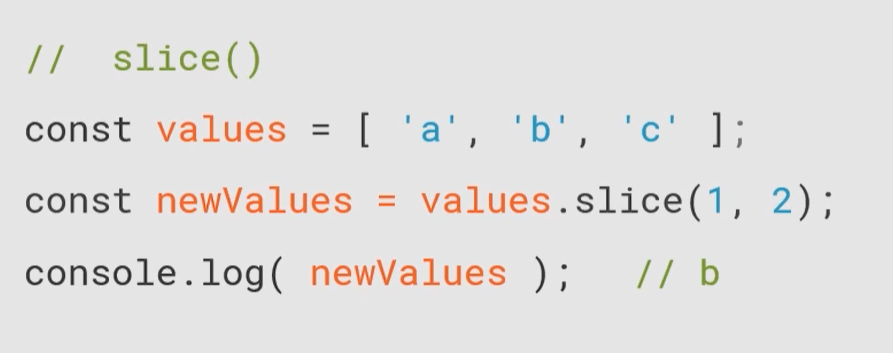 //  slice()
const values = [ 'a', 'b', 'c' ];
const newValues = values.slice(1, 2);
console.log( newValues );   // b